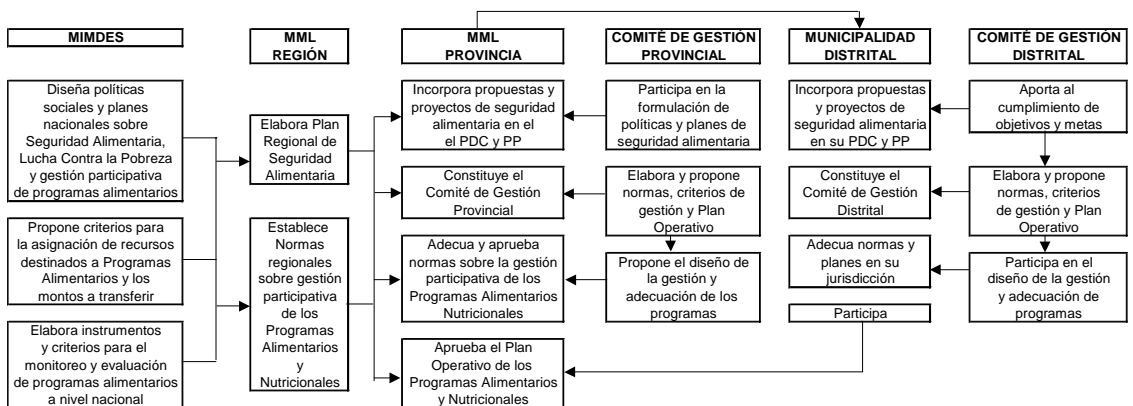 MIMDES
Diseña políticas
sociales y planes
nacionales sobre
Seguridad Alimentaria,
Lucha Contra la Pobreza
y gestión participativa
de programas alimentarios
Propone criterios para
la asignación de recursos
destinados a Programas
Alimentarios y los
montos a transferir
Elabora instrumentos
y criterios para el
monitoreo y evaluación
de programas alimentarios
a nivel nacional
MML
REGIÓN
Elabora Plan
Regional de
Seguridad
Alimentaria
Establece
Normas
regionales
sobre gestión
participativa
de los
Programas
Alimentarios
y
Nutricionales
MML
PROVINCIA
Incorpora propuestas y
proyectos de seguridad
alimentaria en el
el PDC y PP
Constituye el
Comité de Gestión
Provincial
Adecua y aprueba
normas sobre la gestión
participativa de los
Programas Alimentarios
Nutricionales
Aprueba el Plan
Operativo de los
Programas Alimentarios
y Nutricionales
COMITÉ DE GESTIÓN
PROVINCIAL
Participa en la
formulación de
políticas y planes de
seguridad alimentaria
Elabora y propone
normas, criterios de
gestión y Plan
Operativo
Propone el diseño de
la gestión y
adecuación de los
programas
MUNICIPALIDAD
DISTRITAL
Incorpora propuestas
y proyectos de
seguridad alimentaria
en su PDC y PP
Constituye el
Comité de Gestión
Distrital
Adecua normas y
planes en su
jurisdicción
Participa
COMITÉ DE GESTIÓN
DISTRITAL
Aporta al
cumplimiento de
objetivos y metas
Elabora y propone
normas, criterios
de gestión y Plan
Operativo
Participa en el
diseño de la gestión
y adecuación de
programas